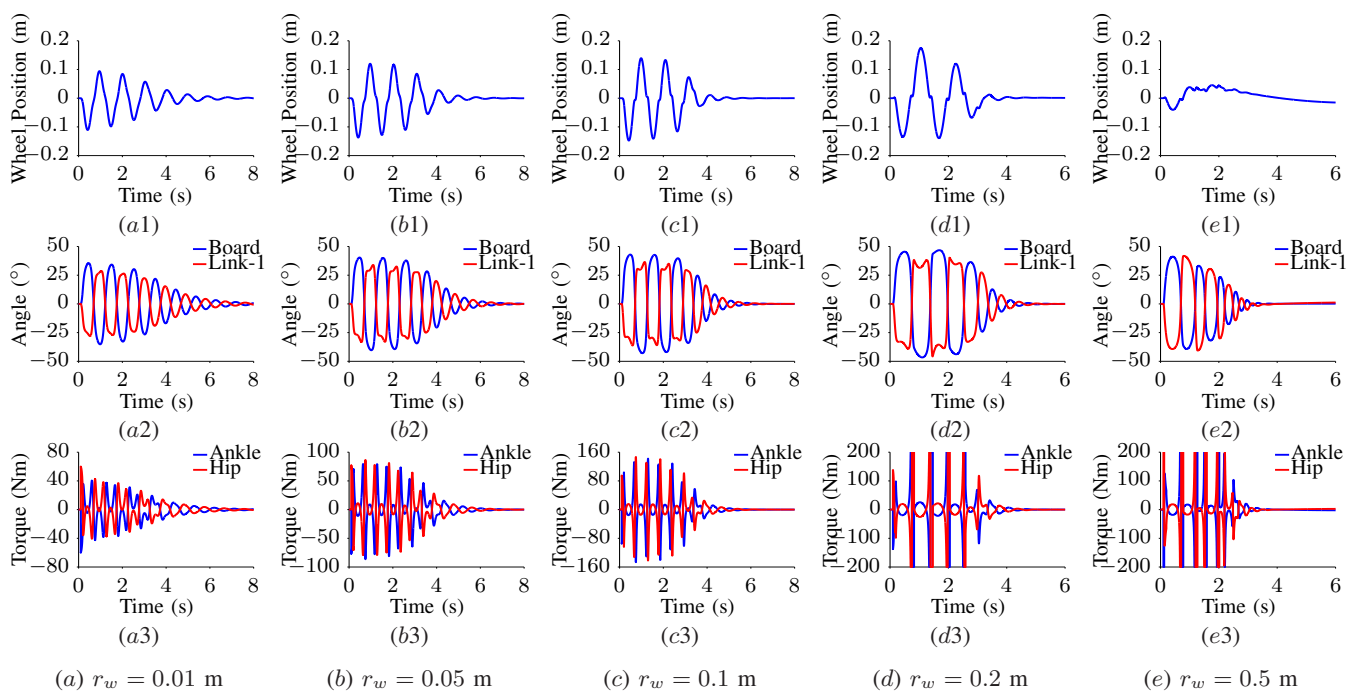 Wheel Position (m)
0.2
0.1
0
−0.1
−0.2
0 2 4 6 8
Time (s)
(a1)
Wheel Position (m)
0.2
0.1
0
−0.1
−0.2
0 2 4 6 8
Time (s)
(b1)
Wheel Position (m)
0.2
0.1
0
−0.1
−0.2
0 2 4 6 8
Time (s)
(c1)
Wheel Position (m)
0.2
0.1
0
−0.1
−0.2
0 2 4 6
Time (s)
(d1)
Wheel Position (m)
0.2
0.1
0
−0.1
−0.2
0 1 2 3 4 5 6
Time (s)
(e1)
Angle (°)
50
25
0
−25
−50
Board
Link-1
0 2 4 6 8
Time (s)
(a2)
Angle (°)
50
25
0
−25
−50
Board
Link-1
0 2 4 6 8
Time (s)
(b2)
Angle (°)
50
25
0
−25
−50
Board
Link-1
0 2 4 6 8
Time (s)
(c2)
Angle (°)
50
25
0
−25
−50
Board
Link-1
0 2 4 6
Time (s)
(d2)
Angle (°)
50
25
0
−25
−50
Board
Link-1
0 2 4 6
Time (s)
(e2)
Torque (Nm)
80
40
0
−40
−80
Ankle
Hip
0 2 4 6 8
Time (s)
(a3)
Torque (Nm)
100
50
0
−50
−100
Ankle
Hip
0 2 4 6 8
Time (s)
(b3)
Torque (Nm)
160
80
0
−80
−160
Ankle
Hip
0 2 4 6 8
Time (s)
(c3)
Torque (Nm)
200
100
0
−100
−200
Ankle
Hip
0 2 4 6
Time (s)
(d3)
Torque (Nm)
200
100
0
−100
−200
Ankle
Hip
0 2 4 6
Time (s)
(e3)
(a) r_w = 0.01 m
(b) r_w = 0.05 m
(c) r_w = 0.1 m
(d) r_w = 0.2 m
(e) r_w = 0.5 m